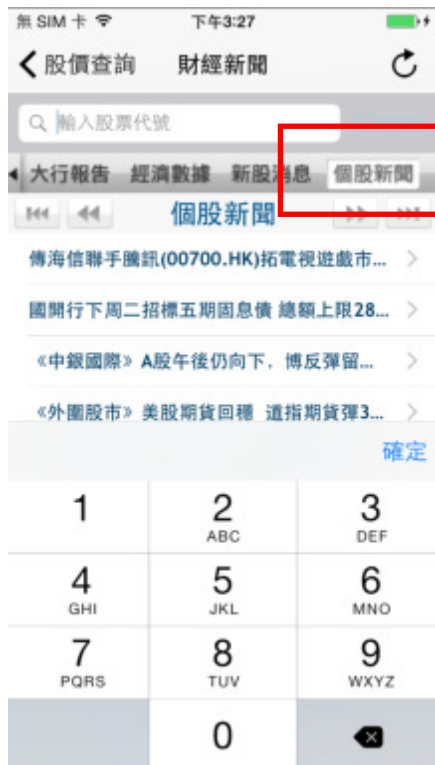 無 SIM 卡 下午3:27
股價查詢 財經新聞
輸入股票代號
大行報告 經濟數據 新股消息 個股新聞
個股新聞
傳海信聯手騰訊(00700.HK)拓電視遊戲市...
國開行下周二招標五期固息債 總額上限28...
《中銀國際》A股午後仍向下，博反彈留...
《外圍股市》美股期貨回穩 道指期貨彈3...
確定
1 2 3
ABC DEF
4 5 6
GHI JKL MNO
7 8 9
PQRS TUV WXYZ
0